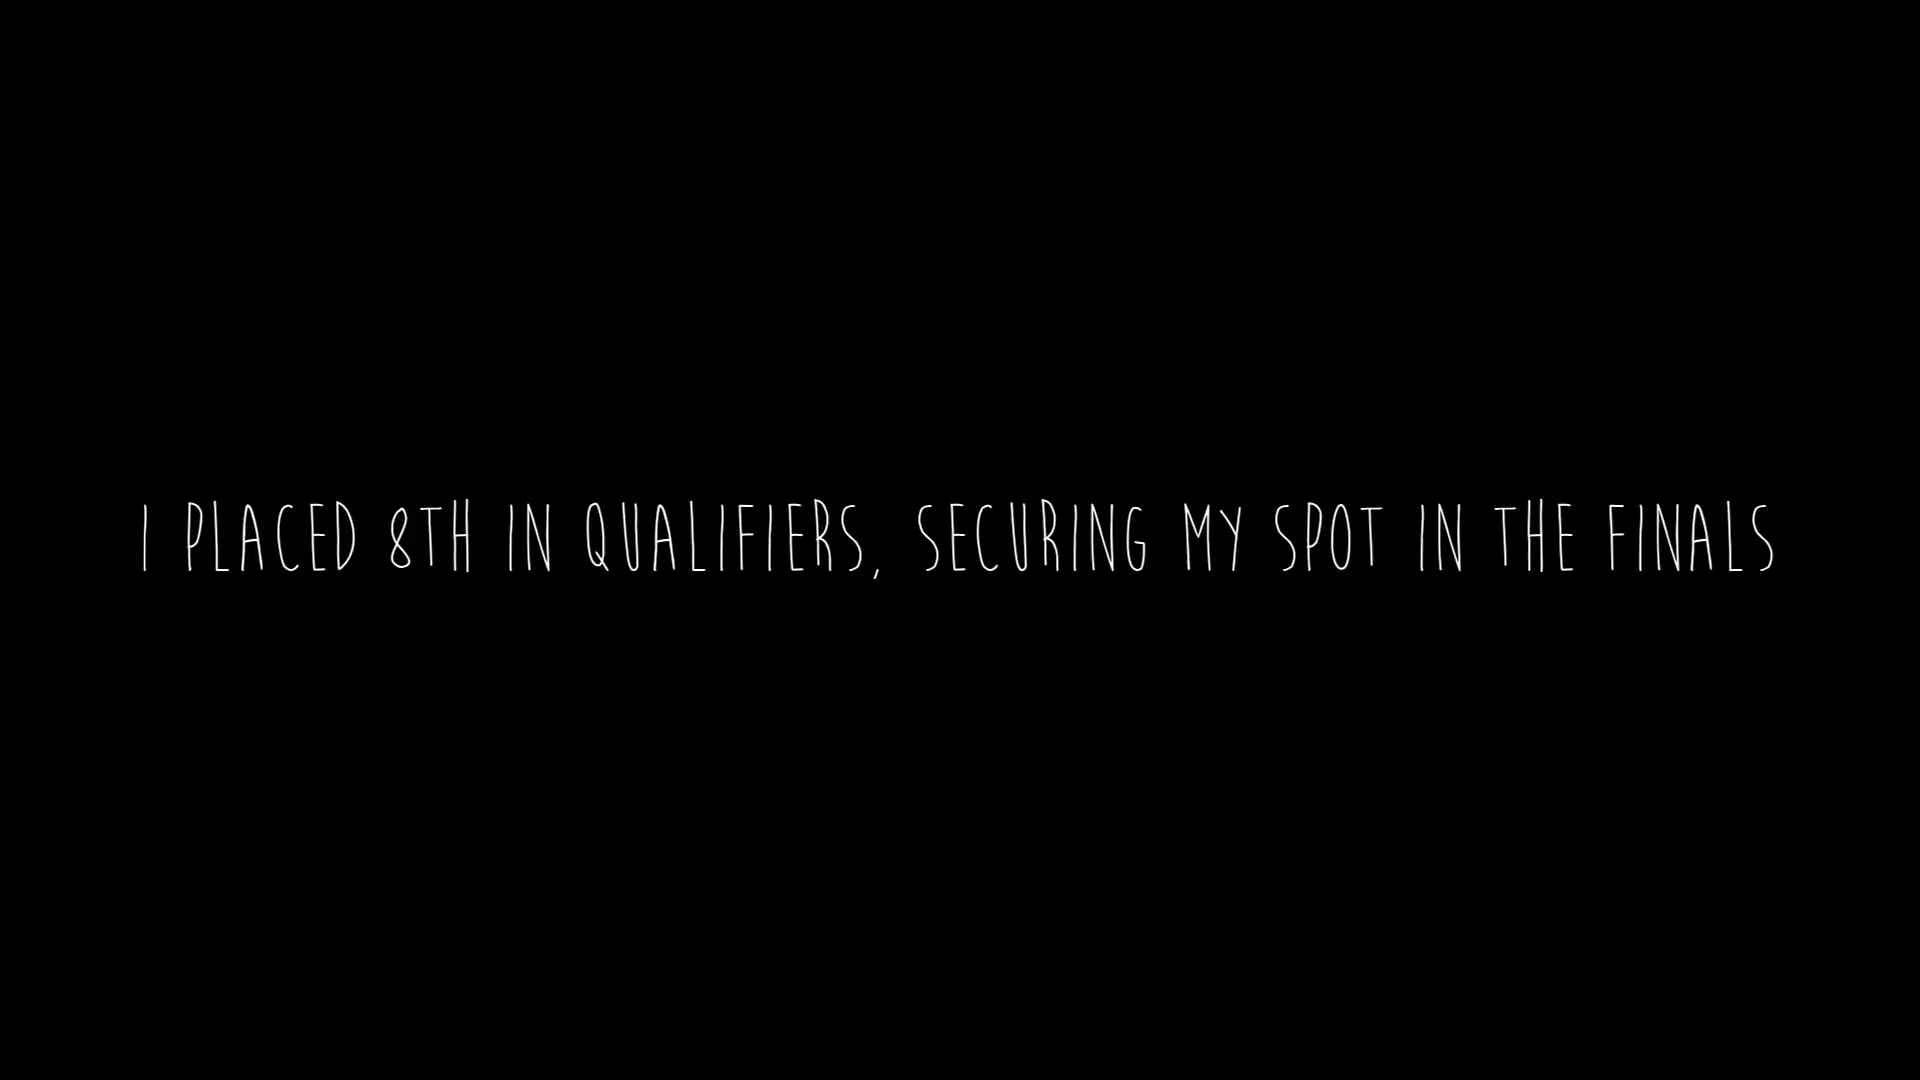 I PLACED 8TH IN QUALIFIERS, SECURING MY SPOT IN THE FINALS